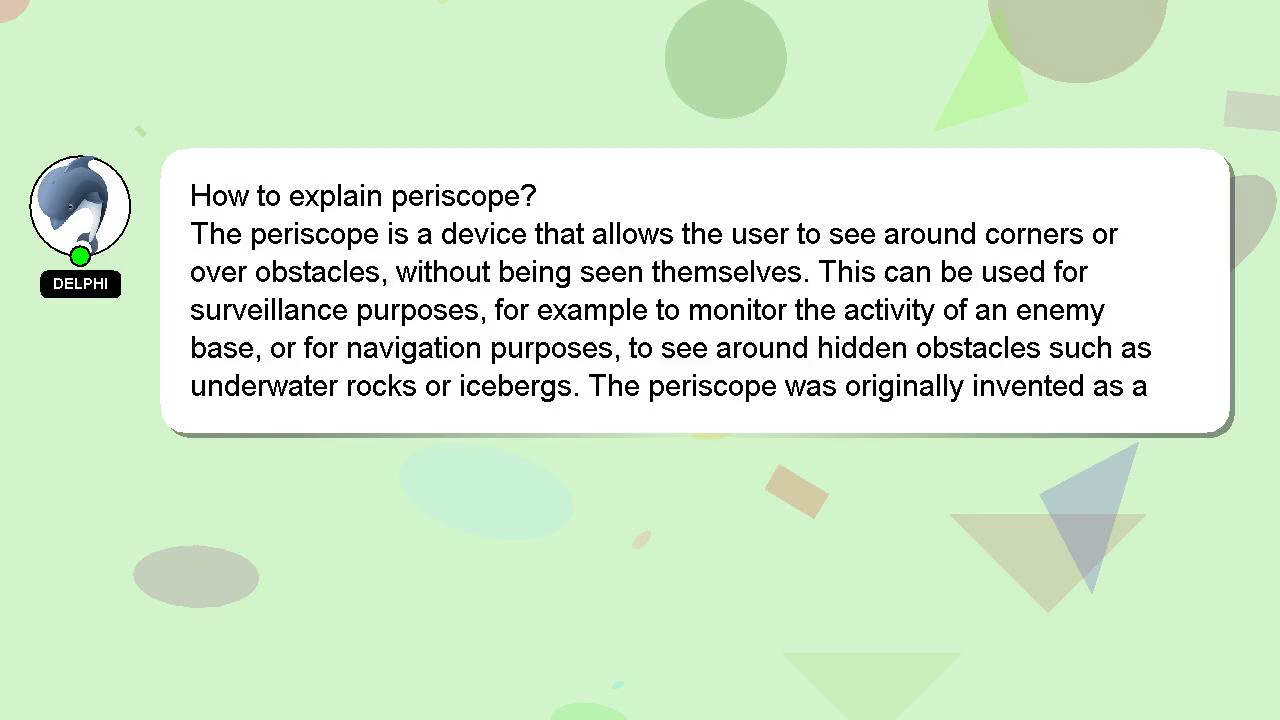 How to explain periscope?
The periscope is a device that allows the user to see around corners or
over obstacles, without being seen themselves. This can be used for
surveillance purposes, for example to monitor the activity of an enemy
base, or for navigation purposes, to see around hidden obstacles such as
underwater rocks or icebergs. The periscope was originally invented as a
DELPHI